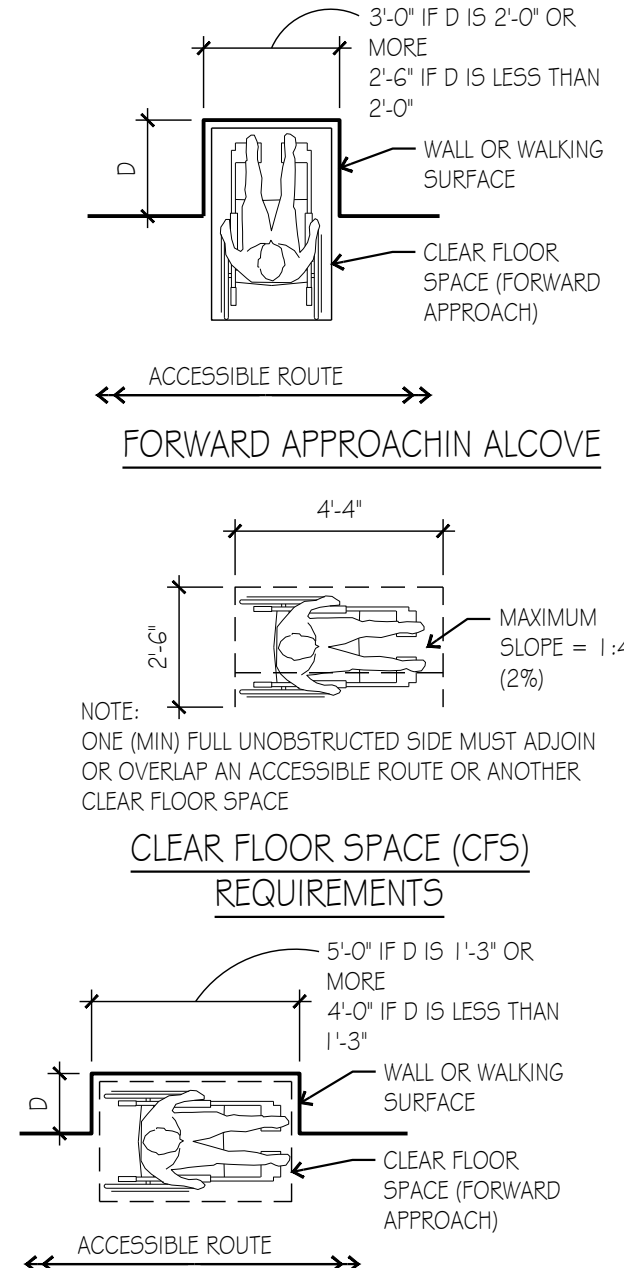 3'-0" IF D IS 2'-0" OR
MORE
2'-6" IF D IS LESS THAN
2'-0"
D
WALL OR WALKING
SURFACE
CLEAR FLOOR
SPACE (FORWARD
APPROACH)
ACCESSIBLE ROUTE
FORWARD APPROACHIN ALCOVE
4'-4"
2'-6"
MAXIMUM
SLOPE = 1:4
(2%)
NOTE:
ONE (MIN) FULL UNOBSTRUCTED SIDE MUST ADJOIN
OR OVERLAP AN ACCESSIBLE ROUTE OR ANOTHER
CLEAR FLOOR SPACE
CLEAR FLOOR SPACE (CFS)
REQUIREMENTS
5'-0" IF D IS 1'-3" OR
MORE
4'-0" IF D IS LESS THAN
1'-3"
D
WALL OR WALKING
SURFACE
CLEAR FLOOR
SPACE (FORWARD
APPROACH)
ACCESSIBLE ROUTE